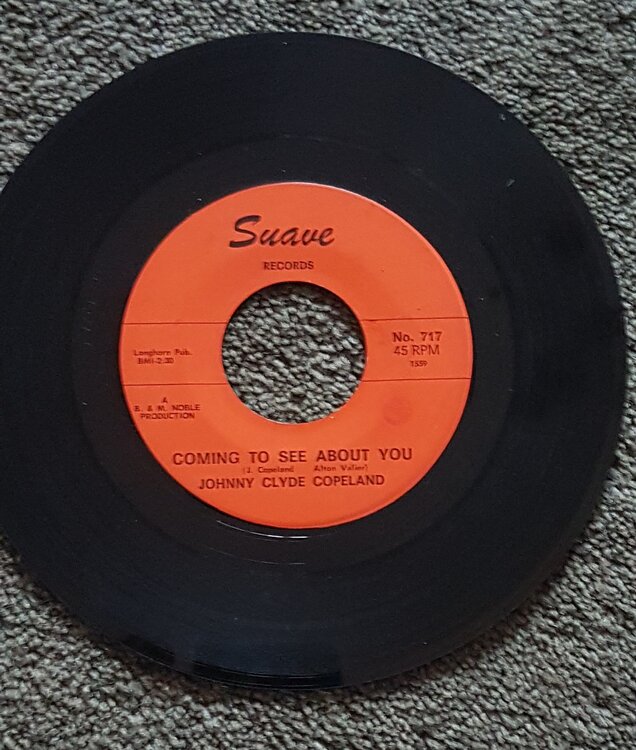 Suave
RECORDS
No. 717
45 RPM
1559
Longhorn Pub.
BMI-2:30
A
B. & M. NOBLE
PRODUCTION
COMING TO SEE ABOUT YOU
(J. Copeland Alton Valier)
JOHNNY CLYDE COPELAND